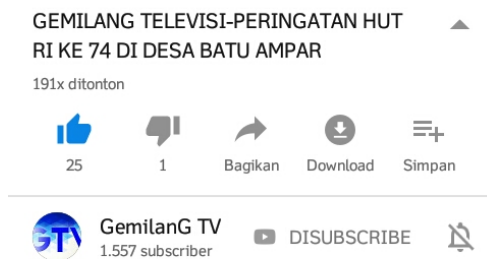 GEMILANG TELEVISI-PERINGATAN HUT
RI KE 74 DI DESA BATU AMPAR
191x ditonton
25
1
Bagikan
Download
Simpan
GTV
GemilanG TV
1.557 subscriber
DISUBSCRIBE